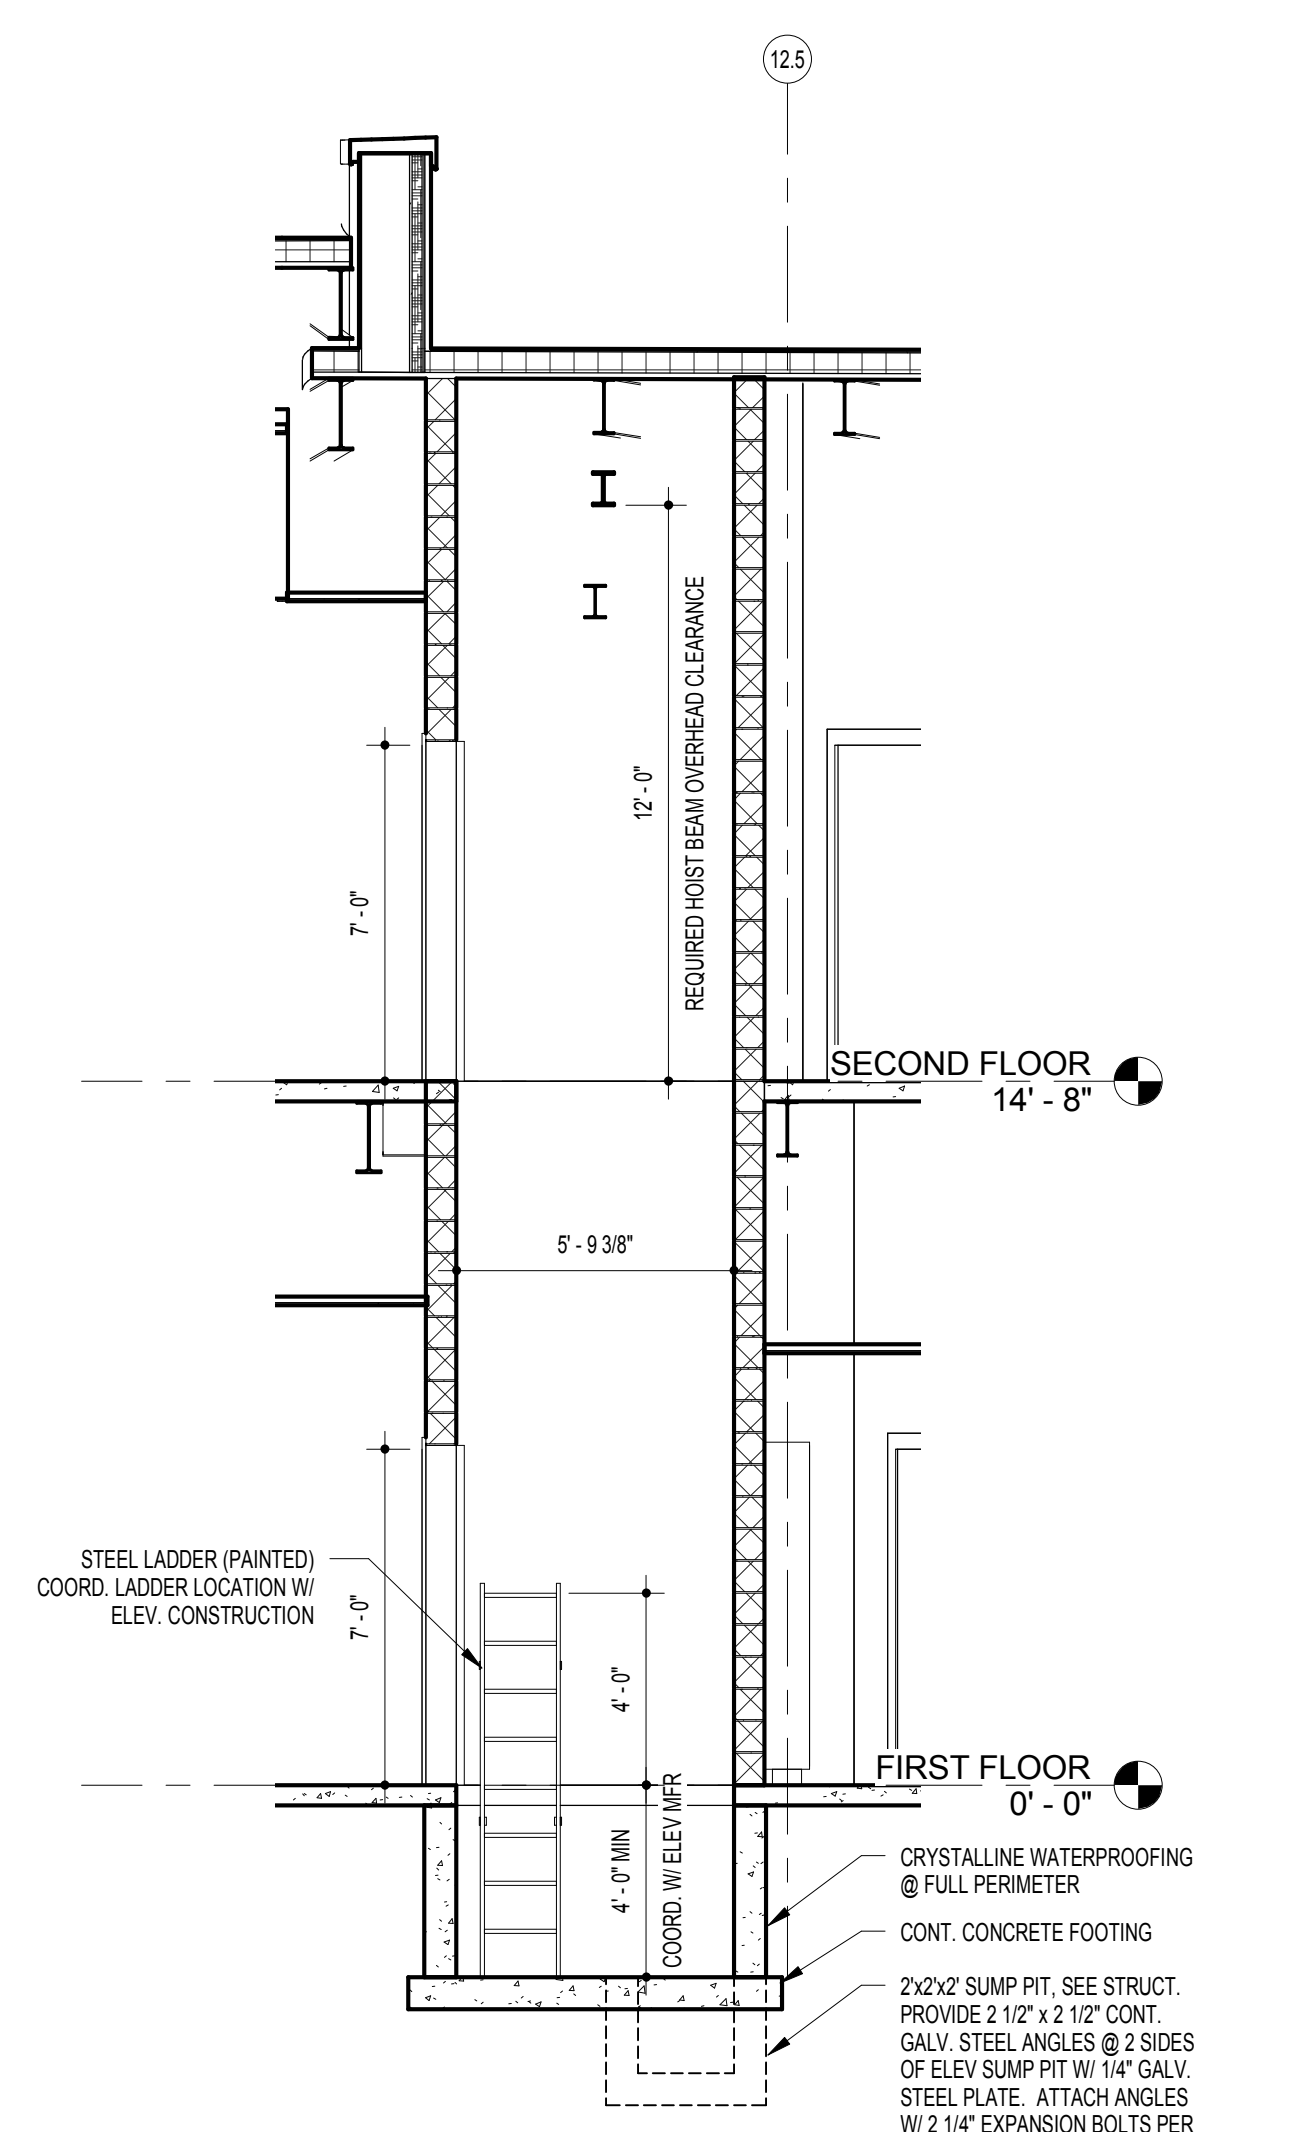 12.5
REQUIRED HOIST BEAM OVERHEAD CLEARANCE
12' - 0"
7' - 0"
SECOND FLOOR
14' - 8"
5' - 9 3/8"
STEEL LADDER (PAINTED)
COORD. LADDER LOCATION W/
ELEV. CONSTRUCTION
7' - 0"
4' - 0"
FIRST FLOOR
0' - 0"
4' - 0" MIN
COORD. W/ ELEV MFR
CRYSTALLINE WATERPROOFING
@ FULL PERIMETER
CONT. CONCRETE FOOTING
2'x2'x2' SUMP PIT, SEE STRUCT.
PROVIDE 2 1/2" x 2 1/2" CONT.
GALV. STEEL ANGLES @ 2 SIDES
OF ELEV SUMP PIT W/ 1/4" GALV.
STEEL PLATE.  ATTACH ANGLES
W/ 2 1/4" EXPANSION BOLTS PER